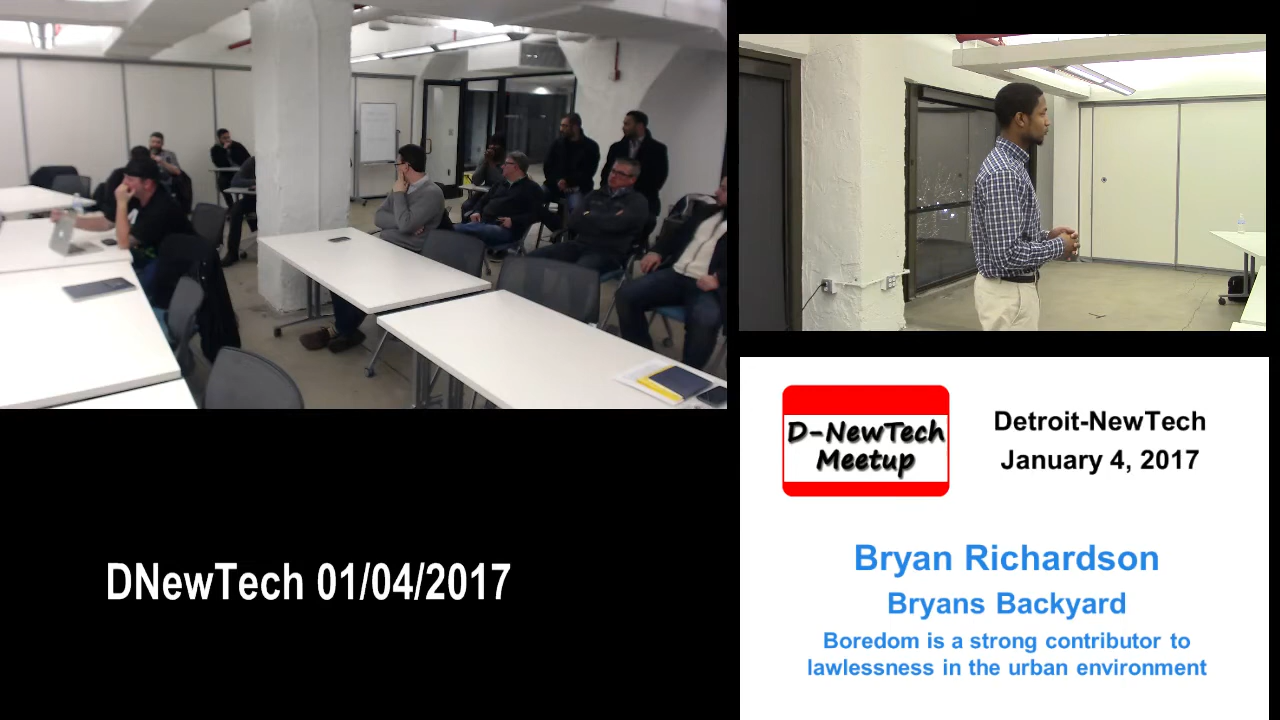 D-NewTech
Meetup
Detroit-NewTech
January 4, 2017
Bryan Richardson
Bryans Backyard
Boredom is a strong contributor to
lawlessness in the urban environment
DNewTech 01/04/2017